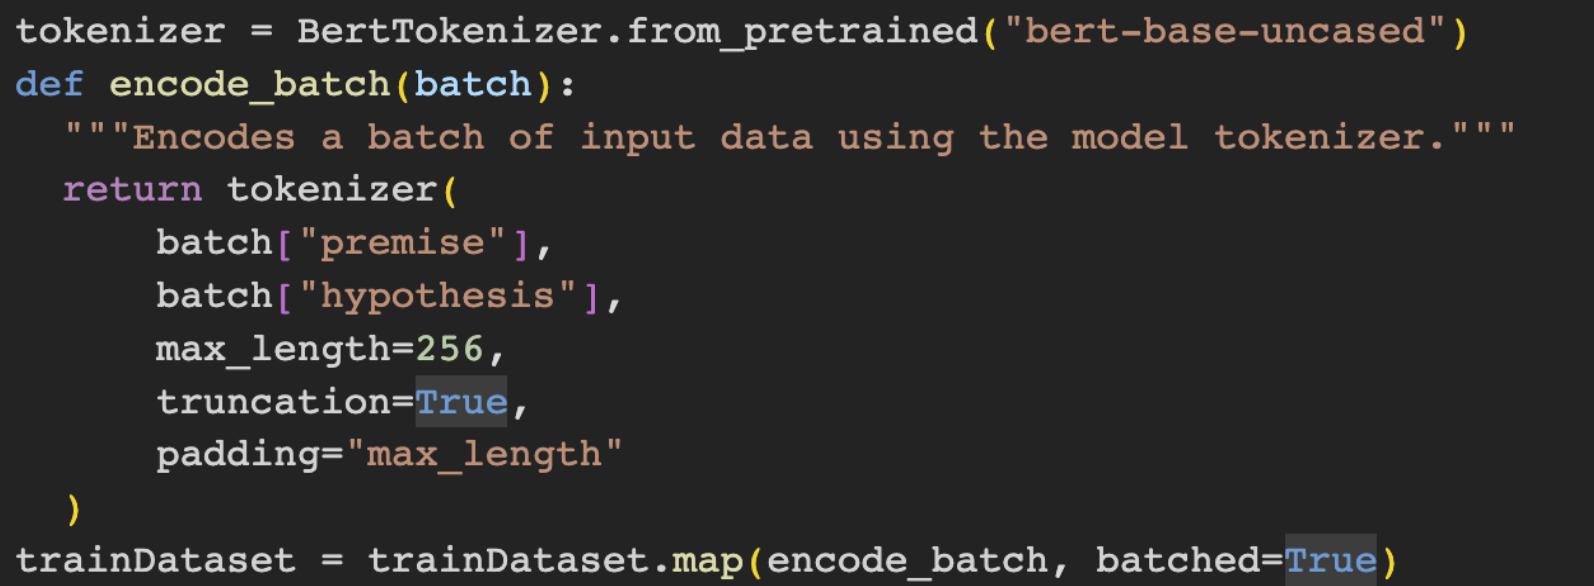 tokenizer = BertTokenizer.from_pretrained("bert-base-uncased")
def encode_batch(batch):
  """Encodes a batch of input data using the model tokenizer."""
  return tokenizer(
      batch["premise"],
      batch["hypothesis"],
      max_length=256,
      truncation=True,
      padding="max_length"
  )
trainDataset = trainDataset.map(encode_batch, batched=True)